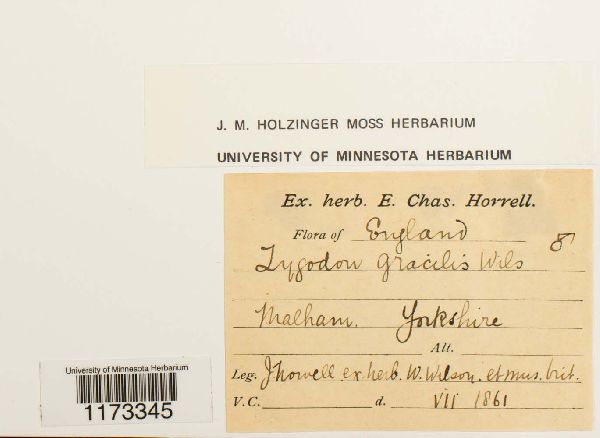 J. M. HOLZINGER MOSS HERBARIUM
UNIVERSITY OF MINNESOTA HERBARIUM
Ex. herb. E. Chas. Horrell.
Flora of England 8
Zygodon gracilis Wils
Malham. Yorkshire
Alt.
Leg. J Nowell ex herb. W. Wilson. et mus. brit.
V.C. d. VII 1861
University of Minnesota Herbarium
1173345